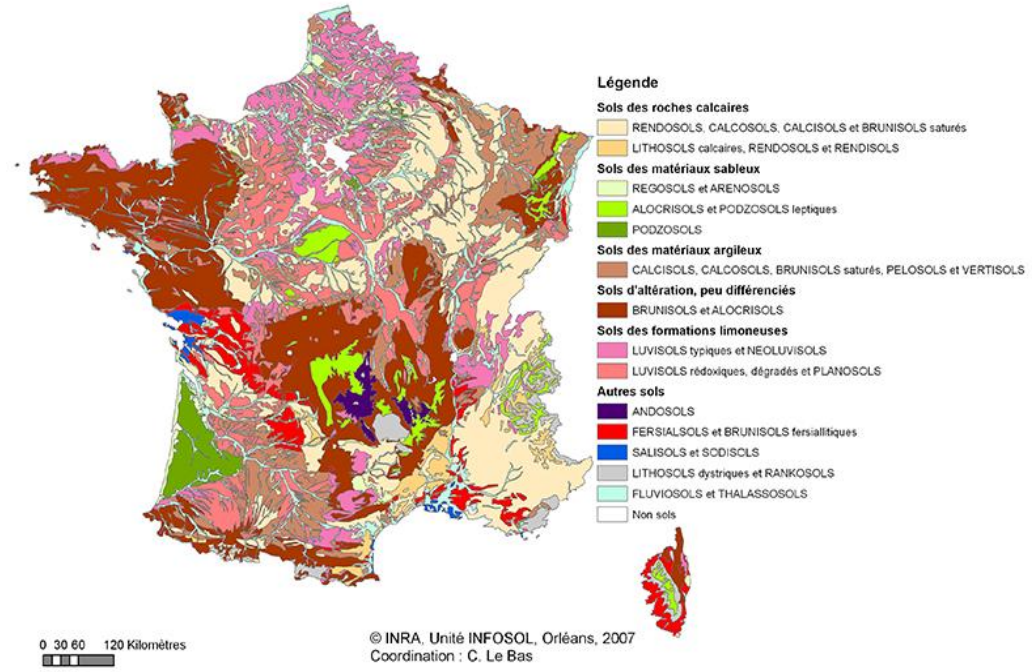 Légende
Sols des roches calcaires
RENDOSOLS, CALCOSOLS, CALCISOLS et BRUNISOLS saturés
LITHOSOLS calcaires, RENDOSOLS et RENDISOLS
Sols des matériaux sableux
REGOSOLS et ARENOSOLS
ALOCRISOLS et PODZOSOLS leptiques
PODZOSOLS
Sols des matériaux argileux
CALCISOLS, CALCOSOLS, BRUNISOLS saturés, PELOSOLS et VERTISOLS
Sols d'altération, peu différenciés
BRUNISOLS et ALOCRISOLS
Sols des formations limoneuses
LUVISOLS typiques et NEOLUVISOLS
LUVISOLS rédoxiques, dégradés et PLANOSOLS
Autres sols
ANDOSOLS
FERSIALSOLS et BRUNISOLS fersiallitiques
SALISOLS et SODISOLS
LITHOSOLS dystriques et RANKOSOLS
FLUVIOSOLS et THALASSOSOLS
Non sols
0 30 60 120 Kilomètres
© INRA, Unité INFOSOL, Orléans, 2007
Coordination : C. Le Bas